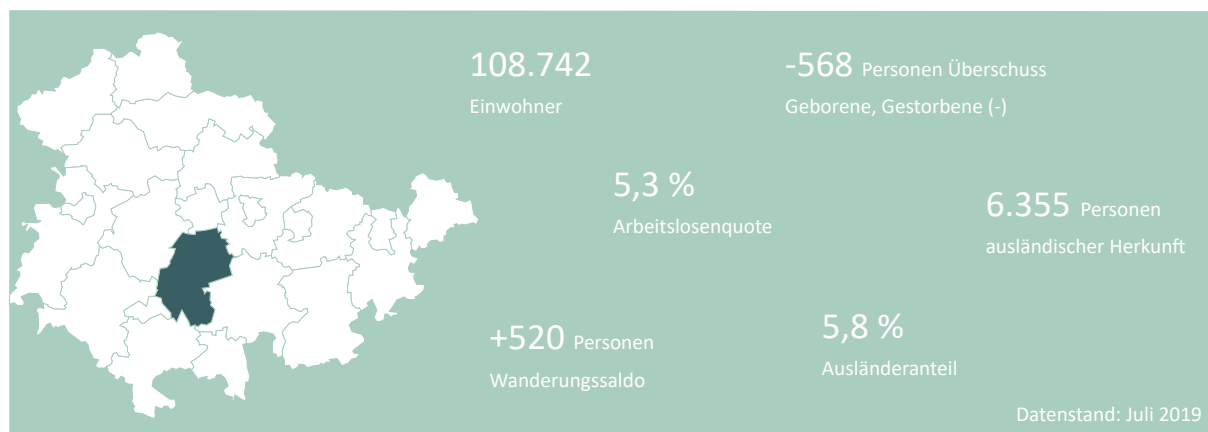 108.742
Einwohner
-568 Personen Überschuss
Geborene, Gestorbene (-)
5,3 %
Arbeitslosenquote
6.355 Personen
ausländischer Herkunft
+520 Personen
Wanderungssaldo
5,8 %
Ausländeranteil
Datenstand: Juli 2019